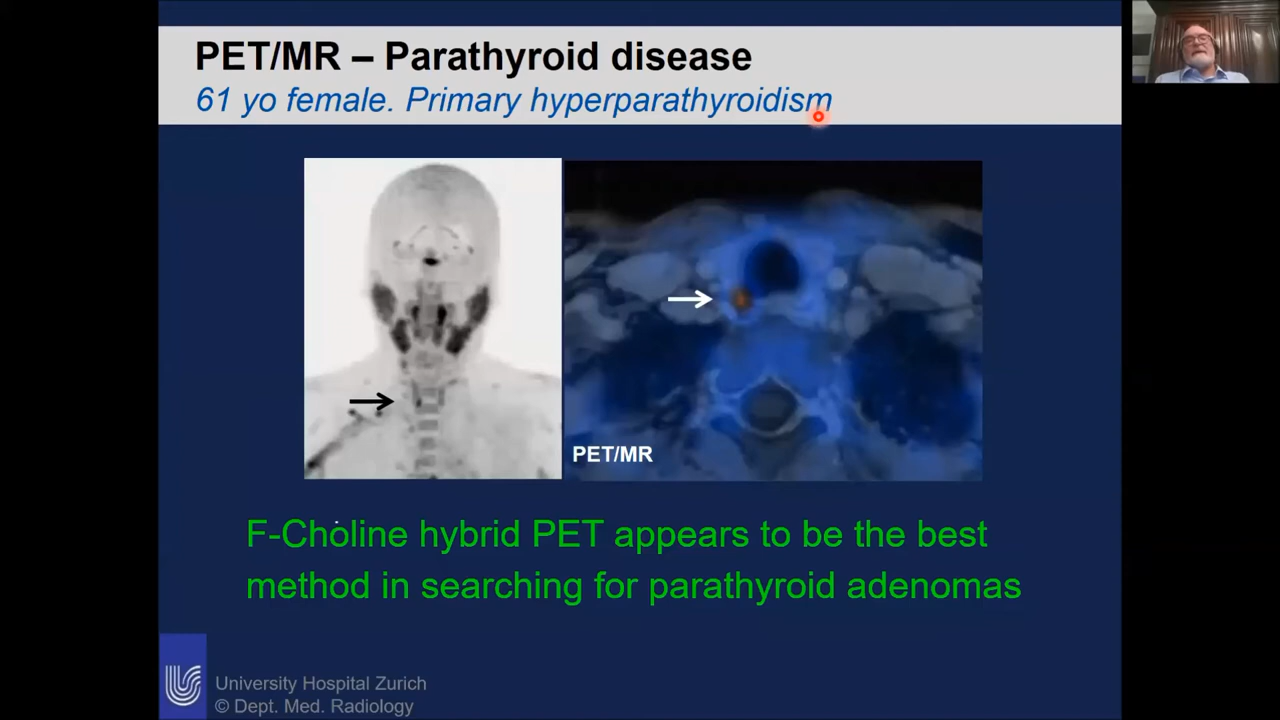 PET/MR – Parathyroid disease
61 yo female. Primary hyperparathyroidism
PET/MR
F-Choline hybrid PET appears to be the best
method in searching for parathyroid adenomas
University Hospital Zurich
© Dept. Med. Radiology